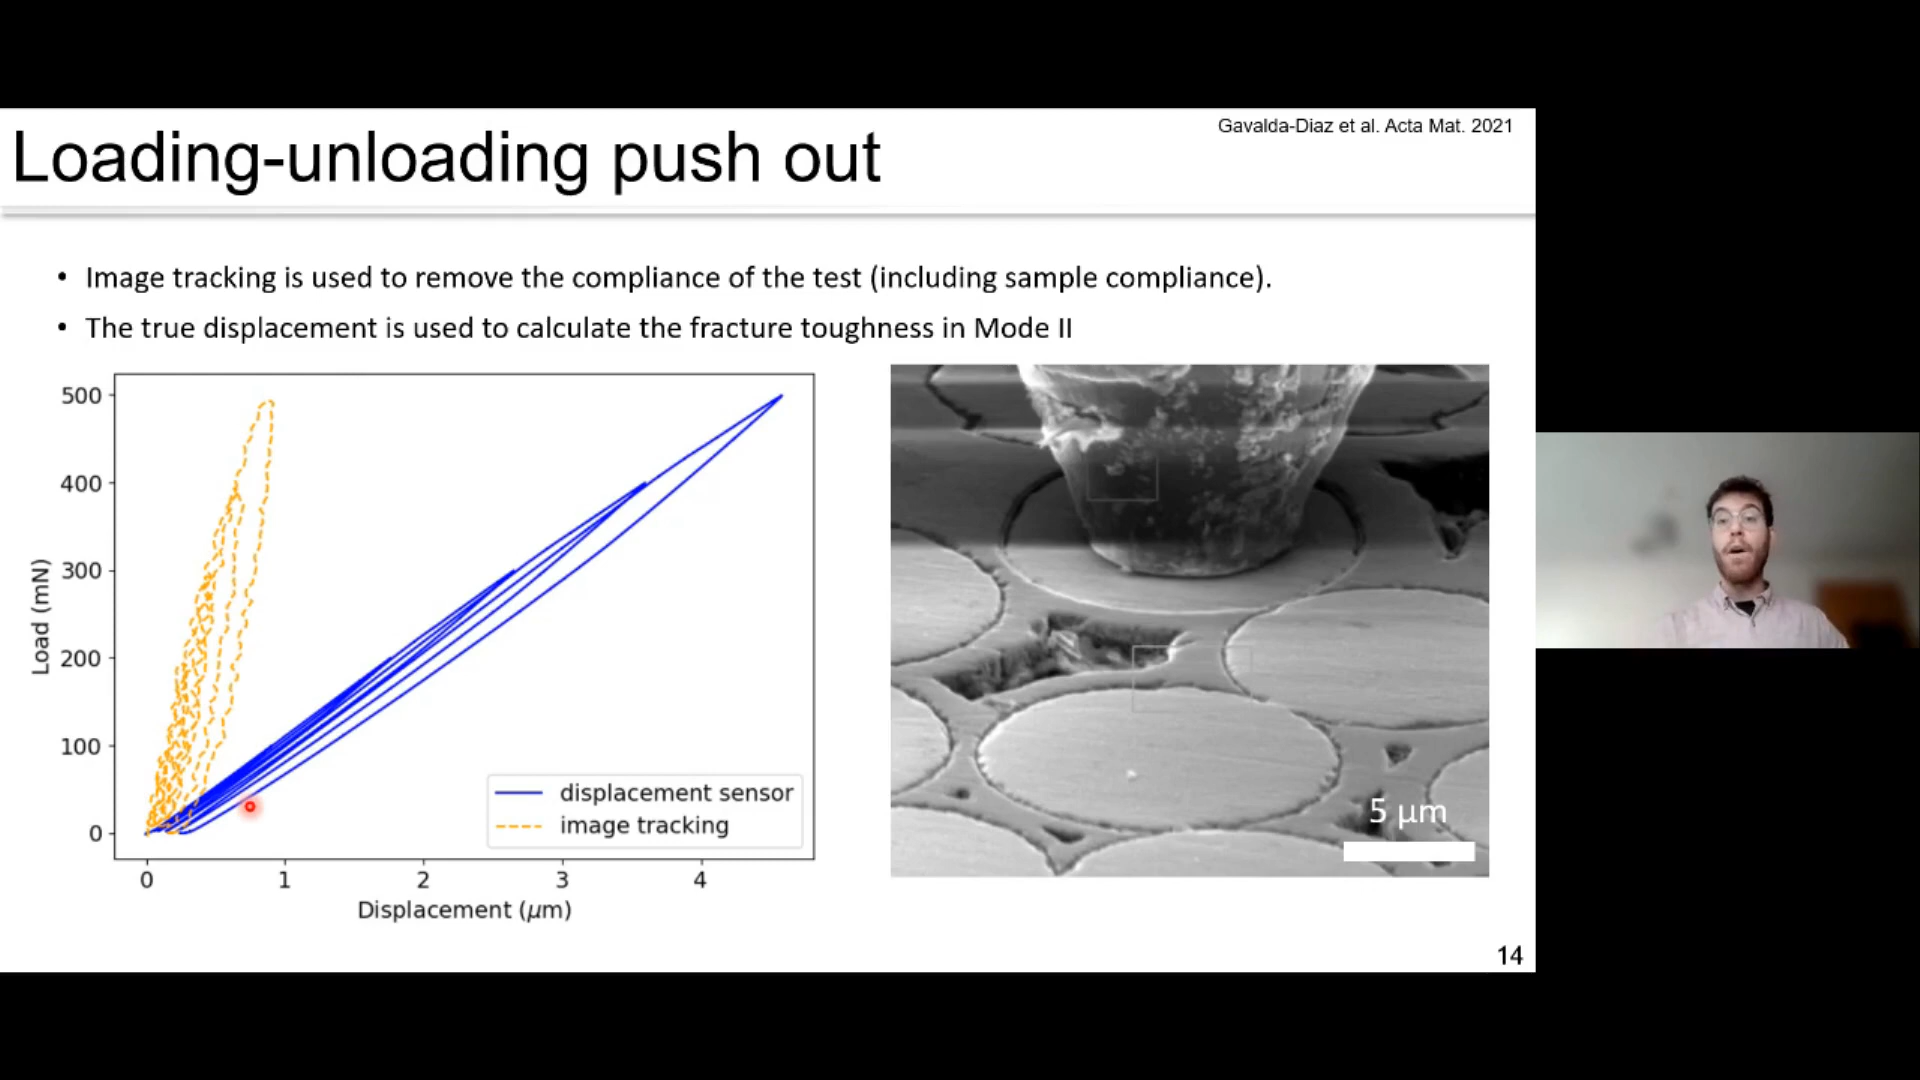 Gavalda-Diaz et al. Acta Mat. 2021
Loading-unloading push out
• Image tracking is used to remove the compliance of the test (including sample compliance).
• The true displacement is used to calculate the fracture toughness in Mode II
500
400
300
200
100
0
Load (mN)
0 1 2 3 4
Displacement (μm)
displacement sensor
image tracking
5 μm
14